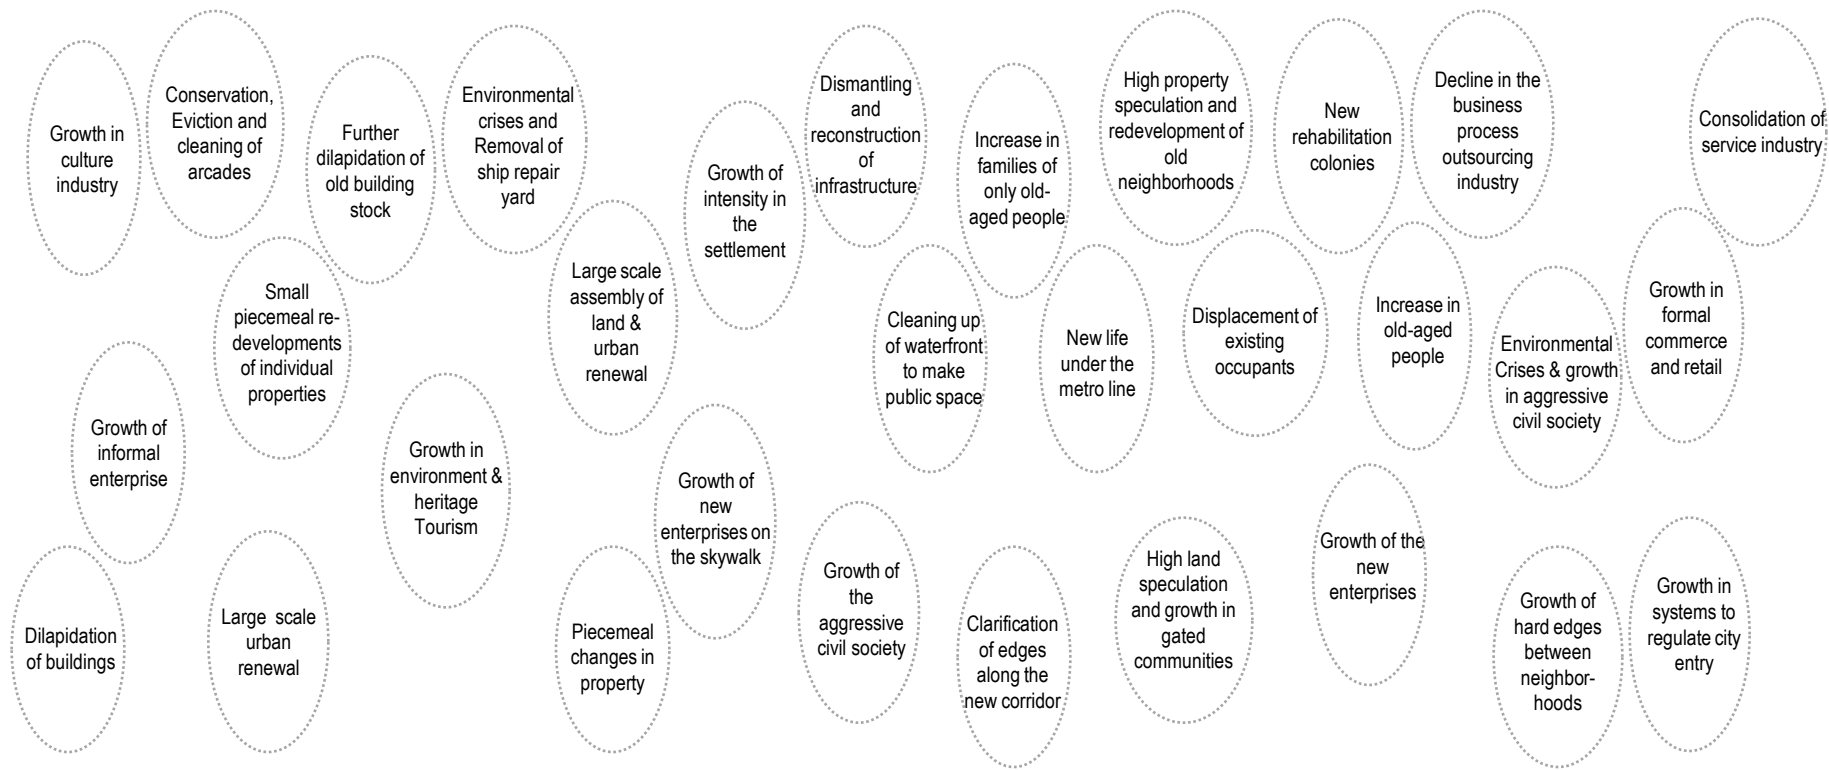 Growth in
culture
industry
Conservation,
Eviction and
cleaning of
arcades
Further
dilapidation of
old building
stock
Environmental
crises and
Removal of
ship repair
yard
Growth of
intensity in
the
settlement
Dismantling
and
reconstruction
of
infrastructure
Increase in
families of
only old-
aged people
High property
speculation and
redevelopment of
old
neighborhoods
New
rehabilitation
colonies
Decline in the
business
process
outsourcing
industry
Consolidation of
service industry
Small
piecemeal re-
developments
of individual
properties
Large scale
assembly of
land &
urban
renewal
Cleaning up
of waterfront
to make
public space
New life
under the
metro line
Displacement of
existing
occupants
Increase in
old-aged
people
Environmental
Crises & growth
in aggressive
civil society
Growth in
formal
commerce
and retail
Growth of
informal
enterprise
Growth in
environment &
heritage
Tourism
Growth of
new
enterprises on
the skywalk
Dilapidation
of buildings
Large scale
urban
renewal
Piecemeal
changes in
property
Growth of
the
aggressive
civil society
Clarification
of edges
along the
new corridor
High land
speculation
and growth in
gated
communities
Growth of the
new
enterprises
Growth of
hard edges
between
neighbor-
hoods
Growth in
systems to
regulate city
entry